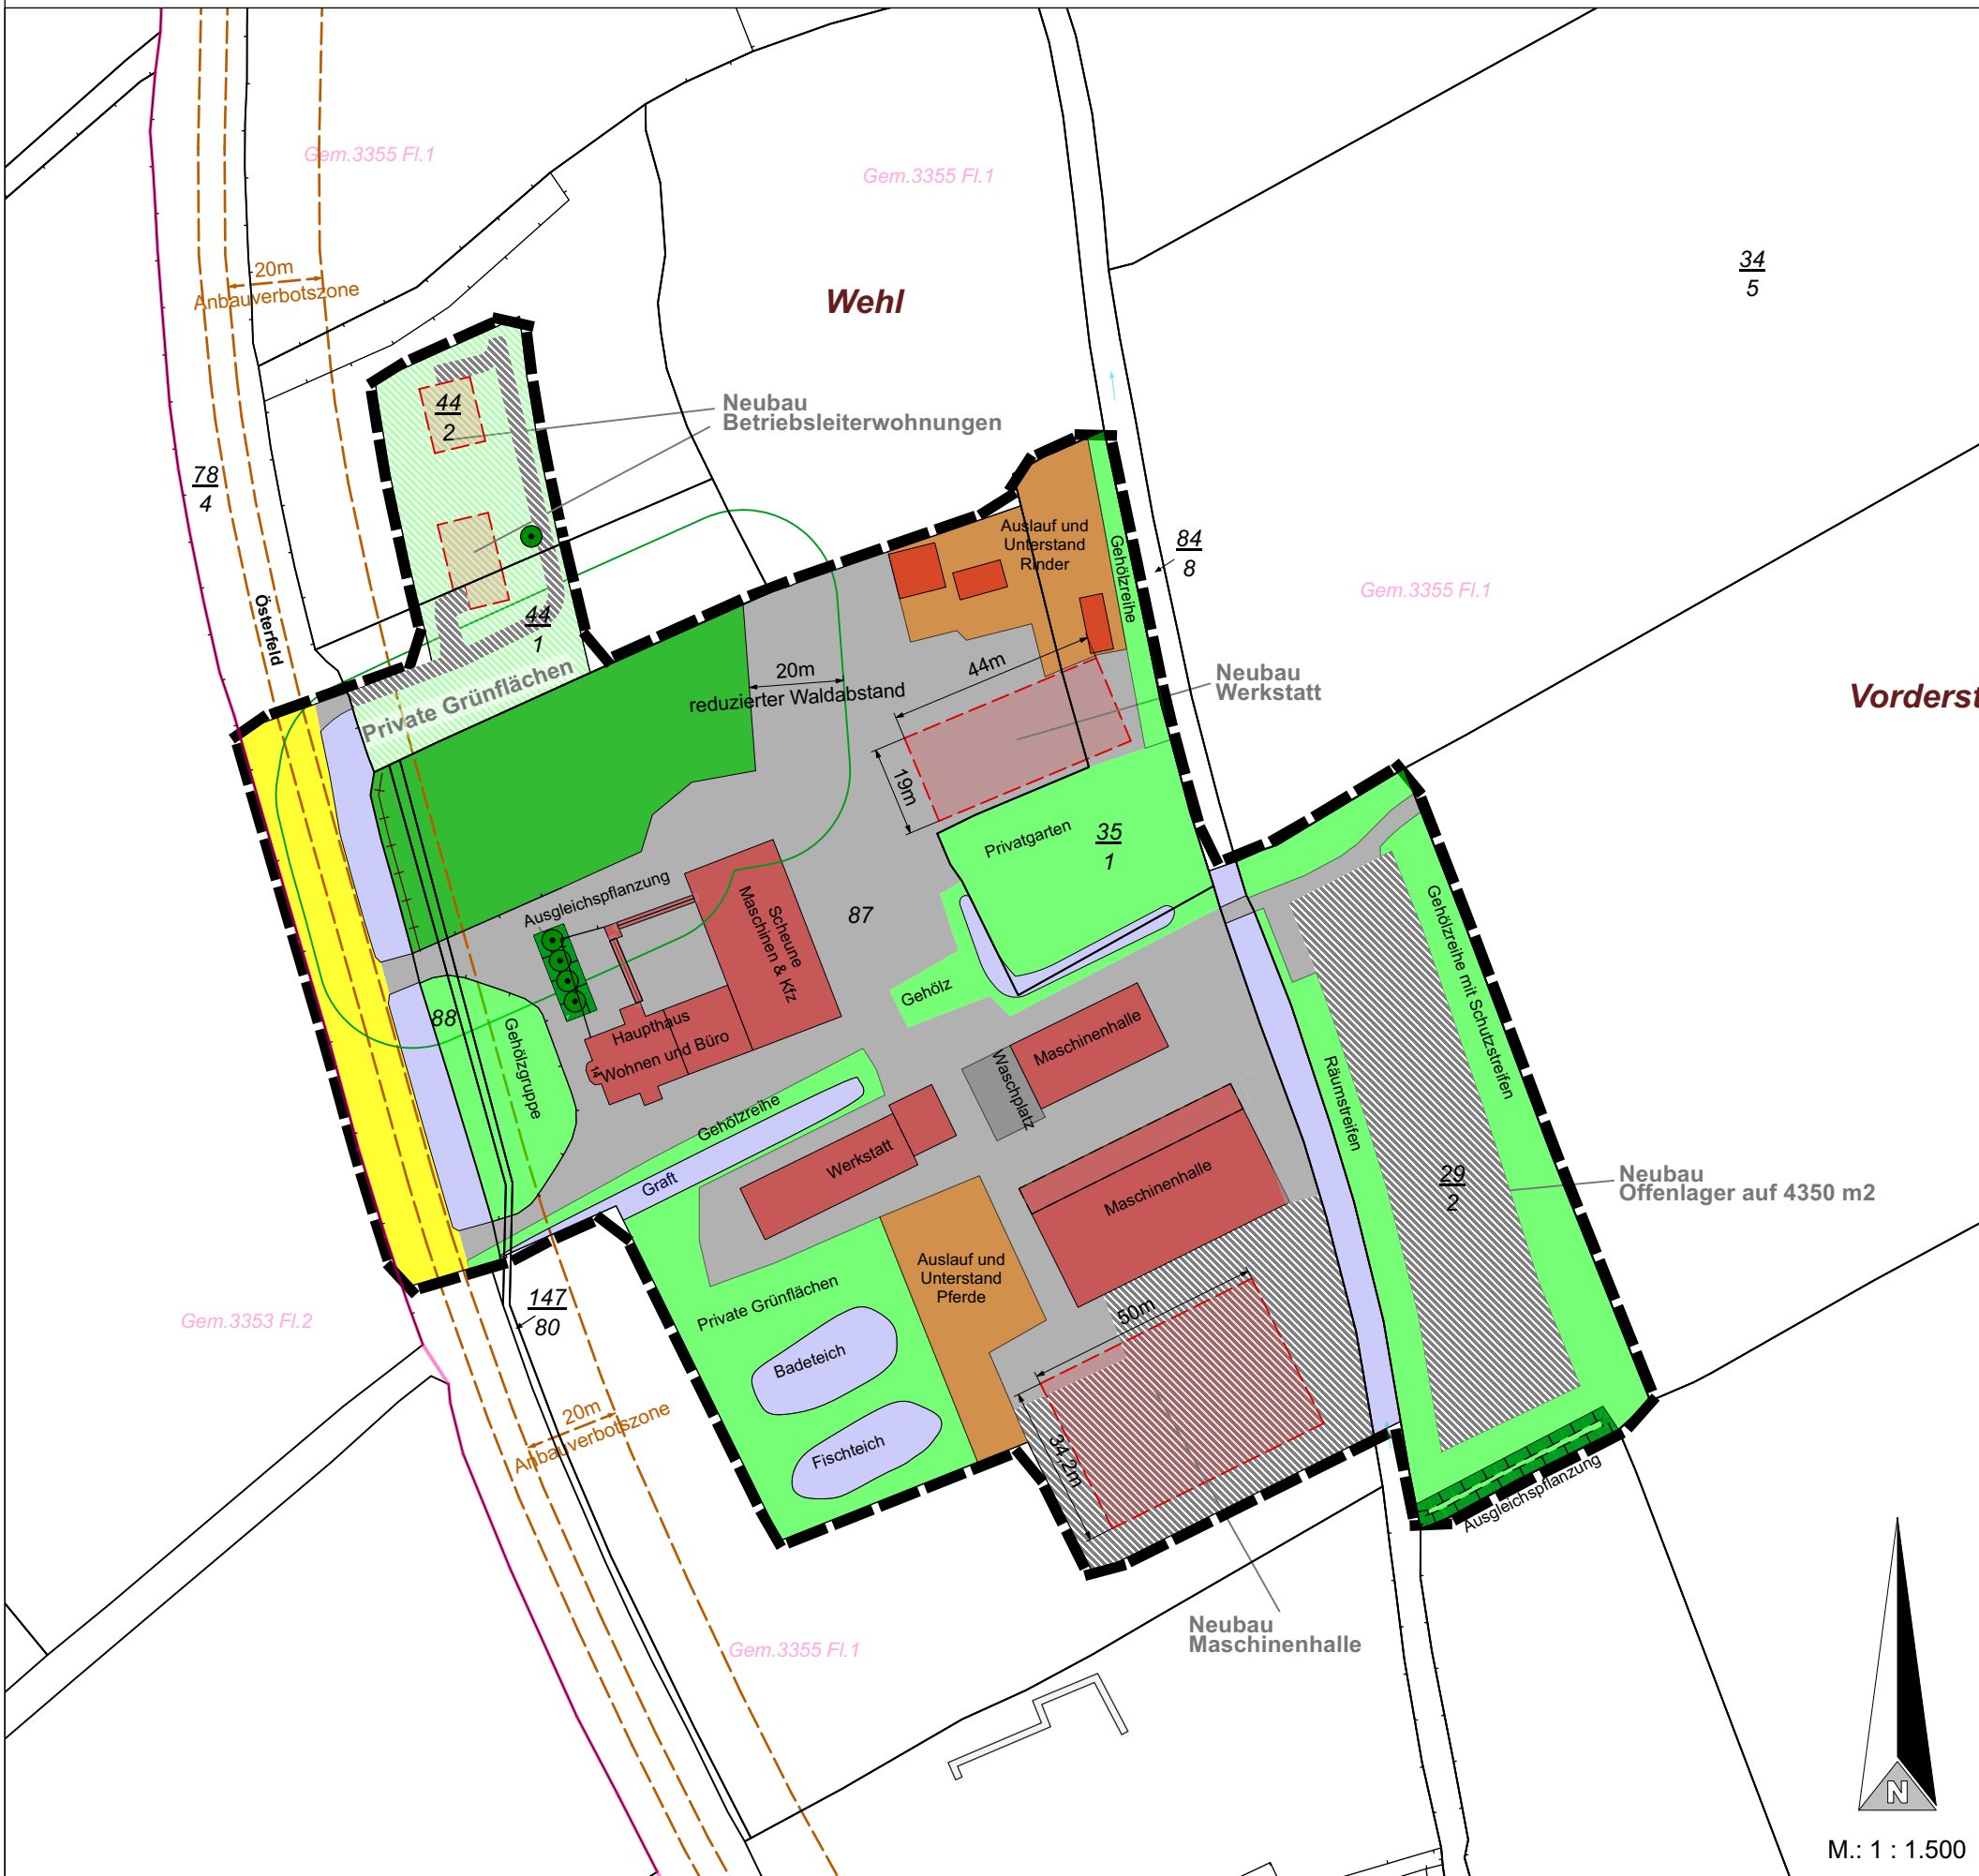 Gem.3355 Fl.1
Gem.3355 Fl.1
34
5
20m
Anbauverbotszone
Wehl
Neubau
Betriebsleiterwohnungen
44
2
78
4
Auslauf und
Unterstand
Rinder
Gehölzreihe
84
8
Gem.3355 Fl.1
Österfeld
44
1
Private Grünflächen
20m
reduzierter Waldabstand
44m
Neubau
Werkstatt
Vorderst
19m
Privatgarten
35
1
Ausgleichspflanzung
Scheune
Maschinen & Kfz
87
Gehölzreihe mit Schutzstreifen
Gehölz
88
Gehölzgruppe
Haupthaus
Wohnen und Büro
14
Maschinenhalle
Waschplatz
Räumstreifen
Gehölzreihe
Werkstatt
Graft
Maschinenhalle
29
2
Neubau
Offenlager auf 4350 m2
Auslauf und
Unterstand
Pferde
Private Grünflächen
147
80
Gem.3353 Fl.2
50m
Badeteich
20m
Anbauverbotszone
Fischteich
34,2m
Ausgleichspflanzung
Neubau
Maschinenhalle
Gem.3355 Fl.1
N
M.: 1 : 1.500